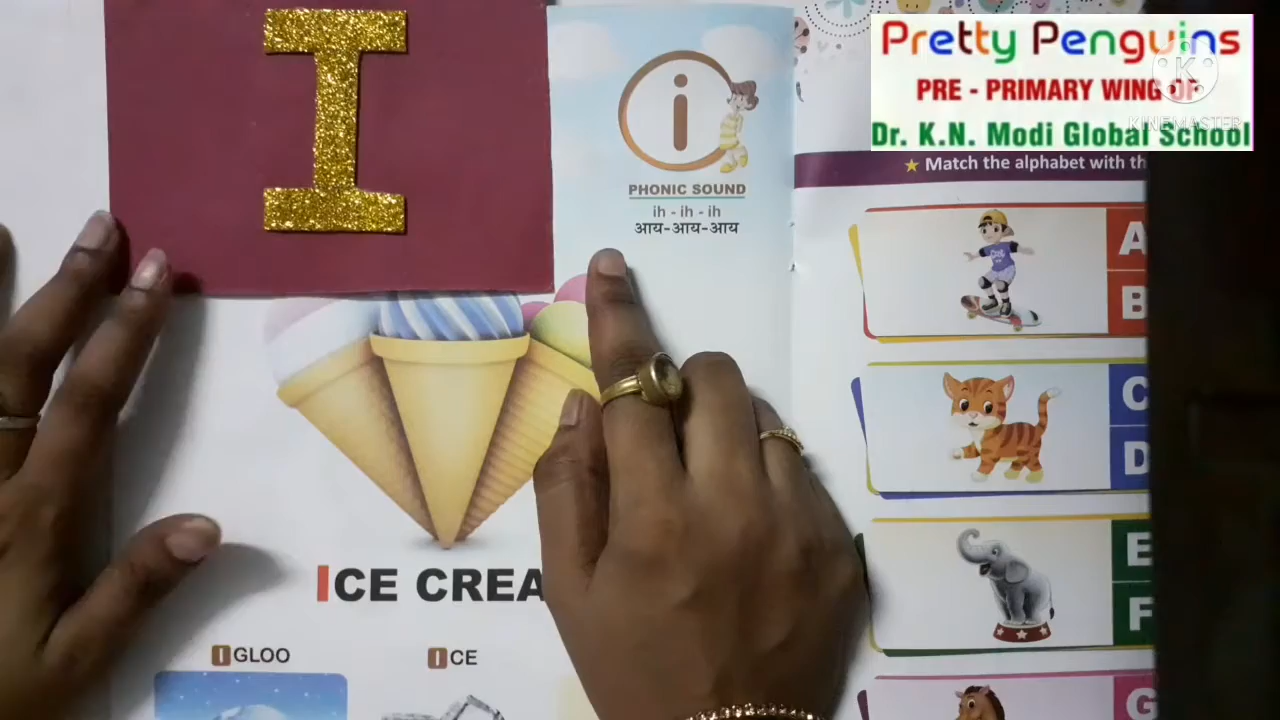 I
i
PHONIC SOUND
ih - ih - ih
आय-आय-आय
ICE CREA
IGLOO
ICE
Pretty Penguins
PRE - PRIMARY WING OF
Dr. K.N. Modi Global School
KINEMASTER
★ Match the alphabet with th
A
B
C
D
E
F
G